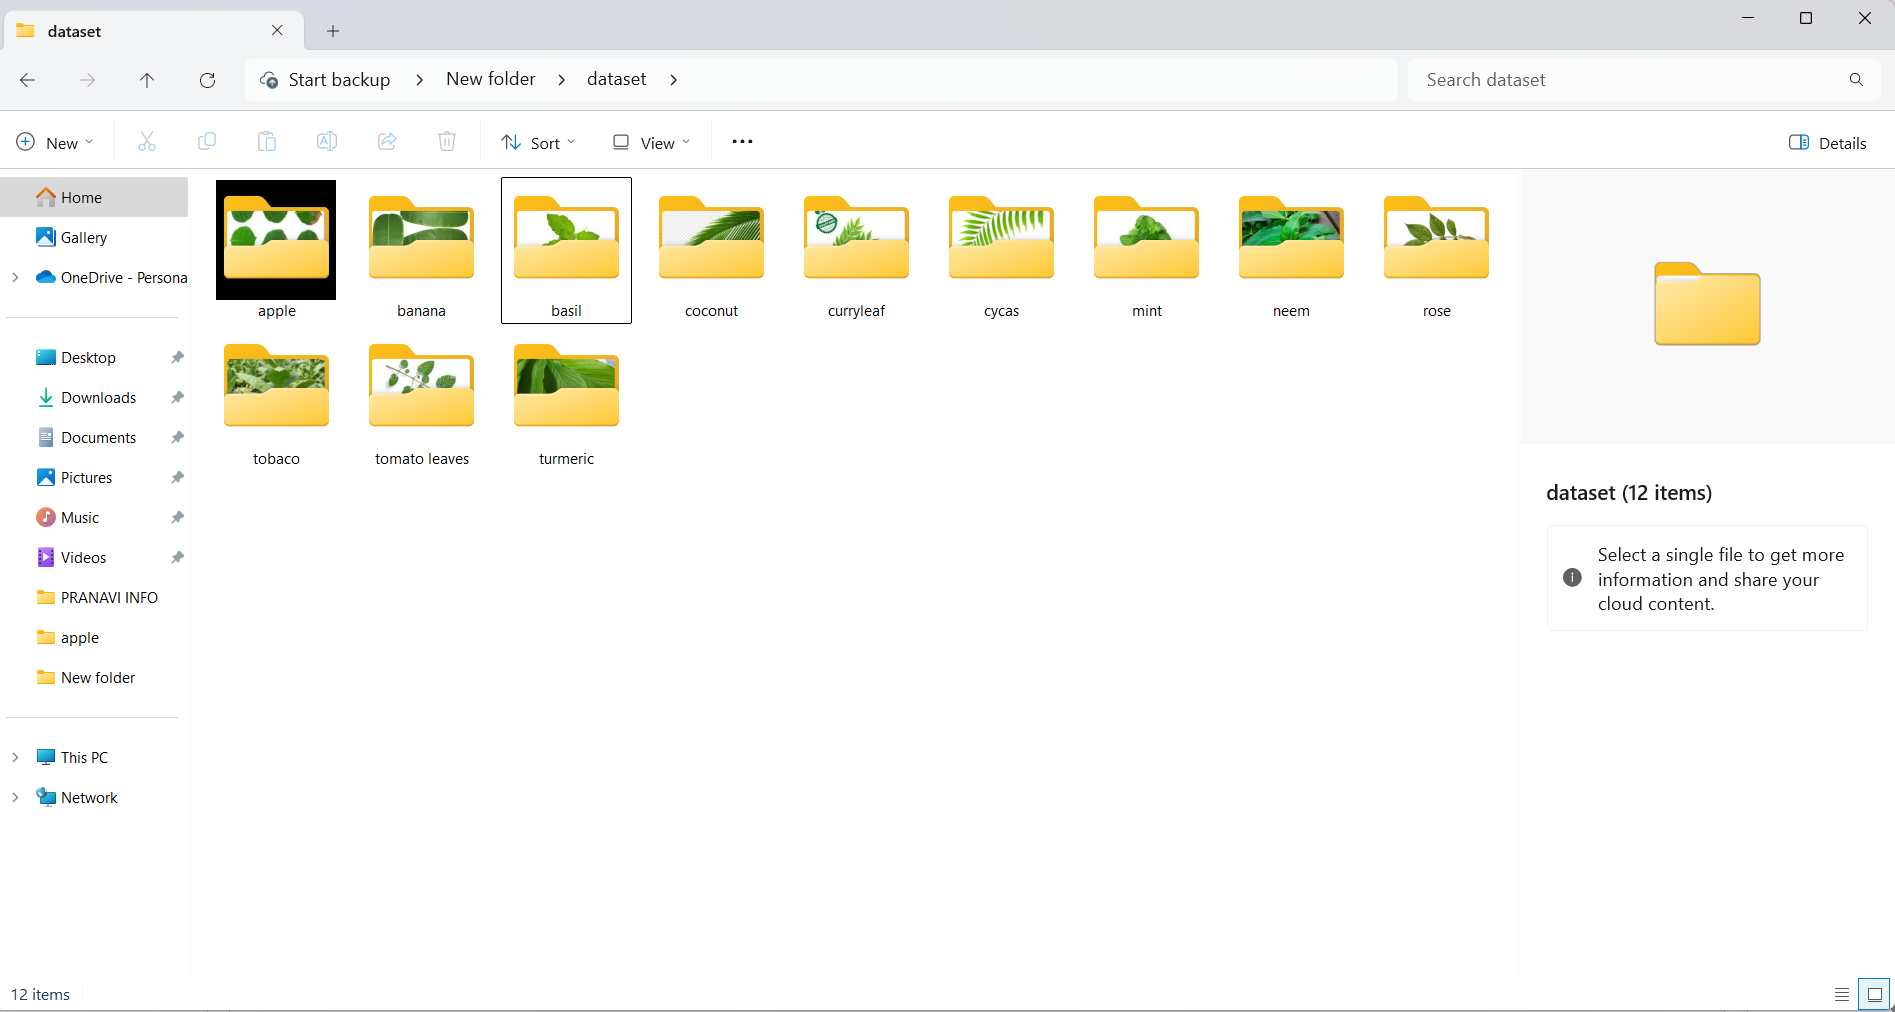 dataset
Start backup > New folder > dataset >
Search dataset
New
Sort
View
Details
Home
Gallery
OneDrive - Persona
Desktop
Downloads
Documents
Pictures
Music
Videos
PRANAVI INFO
apple
New folder
This PC
Network
apple
banana
basil
coconut
curryleaf
cycas
mint
neem
rose
tobaco
tomato leaves
turmeric
dataset (12 items)
Select a single file to get more
information and share your
cloud content.
12 items